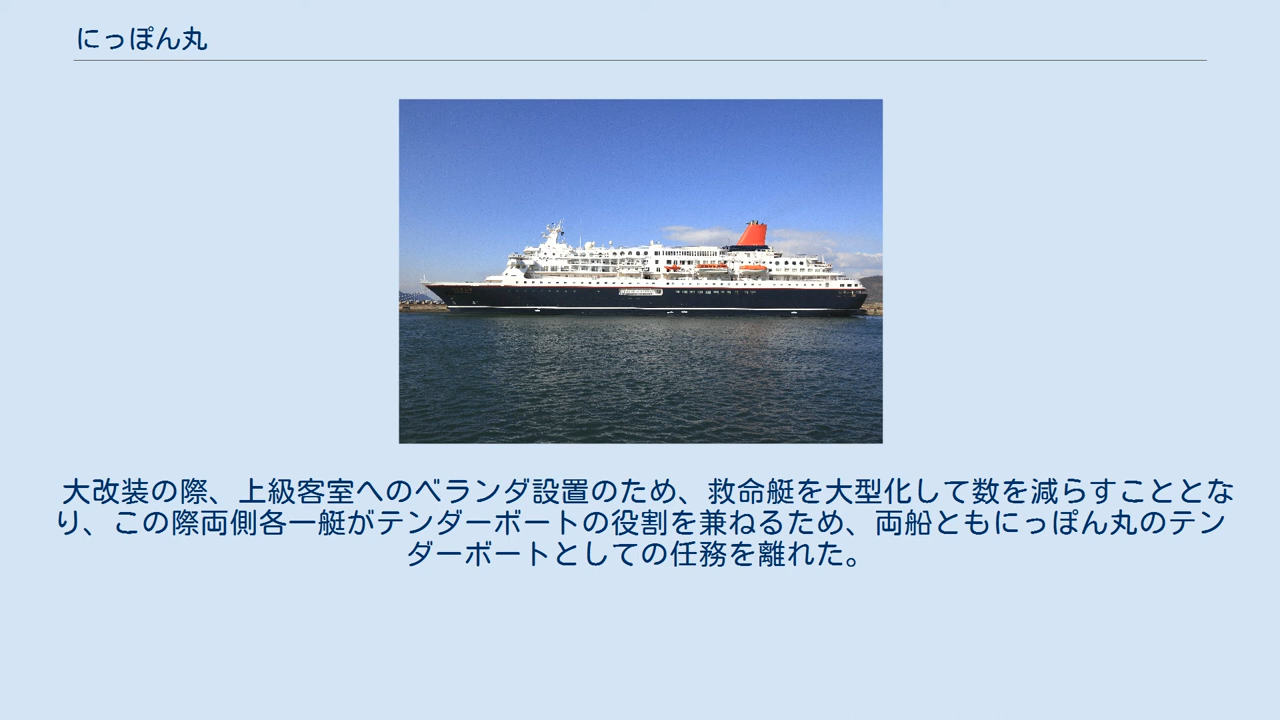 にっぽん丸
大改装の際、上級客室へのベランダ設置のため、救命艇を大型化して数を減らすこととな
り、この際両側各一艇がテンダーボートの役割を兼ねるため、両船ともにっぽん丸のテン
ダーボートとしての任務を離れた。